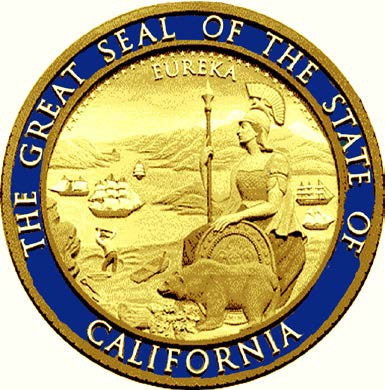 THE GREAT SEAL OF THE STATE OF
CALIFORNIA
EUREKA